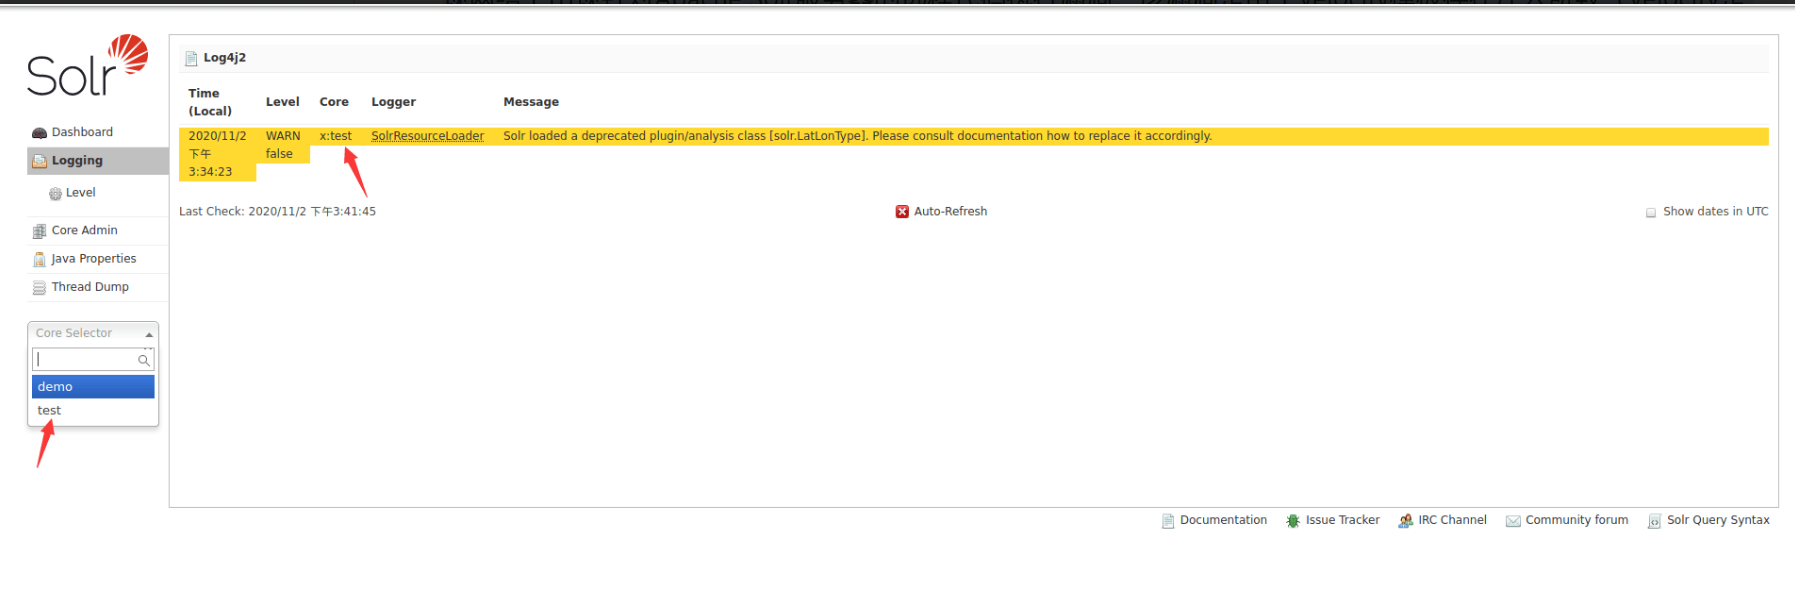 Solr
Log4j2
Time
(Local)
Level
Core
Logger
Message
2020/11/2
下午
3:34:23
WARN
false
x:test
SolrResourceLoader
Solr loaded a deprecated plugin/analysis class [solr.LatLonType]. Please consult documentation how to replace it accordingly.
Last Check: 2020/11/2 下午3:41:45
Auto-Refresh
Show dates in UTC
Dashboard
Logging
Level
Core Admin
Java Properties
Thread Dump
Core Selector
demo
test
Documentation
Issue Tracker
IRC Channel
Community forum
Solr Query Syntax